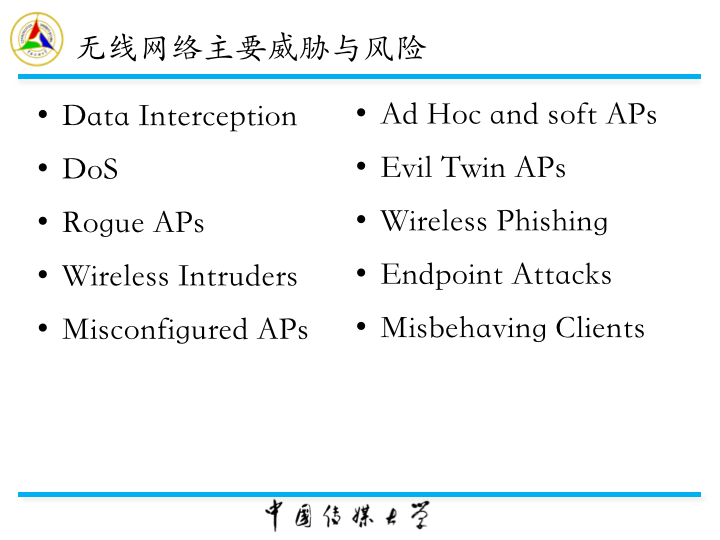 无线网络主要威胁与风险
• Data Interception
• DoS
• Rogue APs
• Wireless Intruders
• Misconfigured APs
• Ad Hoc and soft APs
• Evil Twin APs
• Wireless Phishing
• Endpoint Attacks
• Misbehaving Clients
中国传媒大学